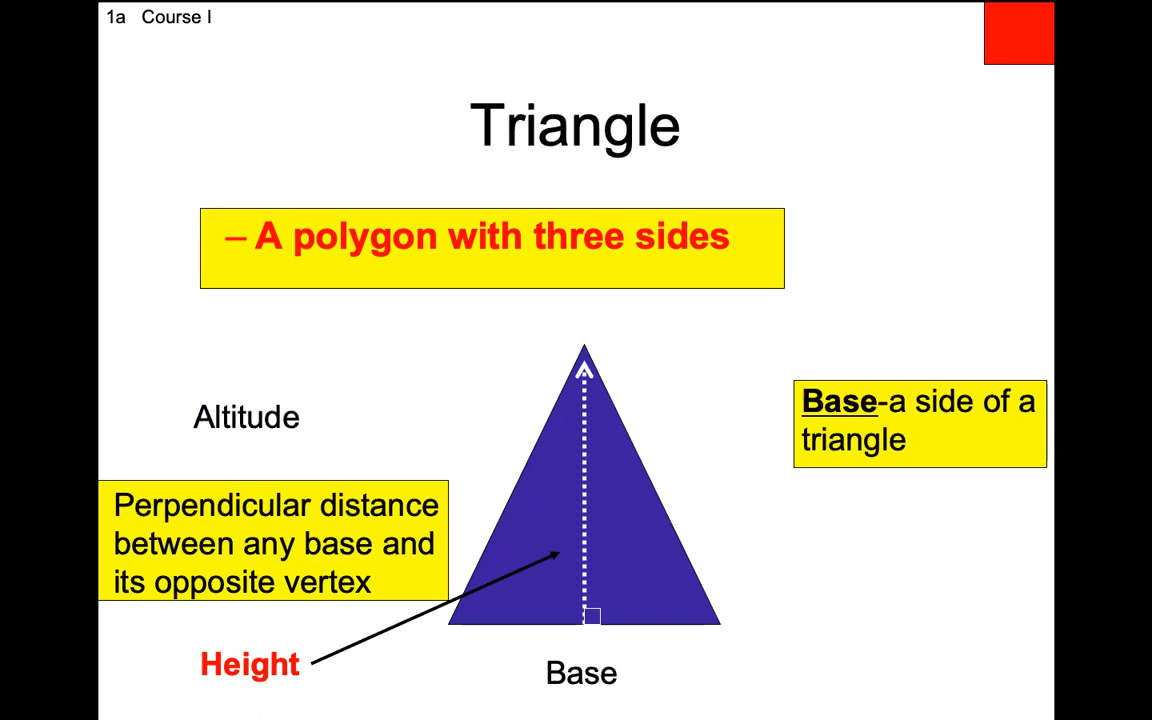 1a Course I
Triangle
– A polygon with three sides
Altitude
Base-a side of a
triangle
Perpendicular distance
between any base and
its opposite vertex
Height
Base